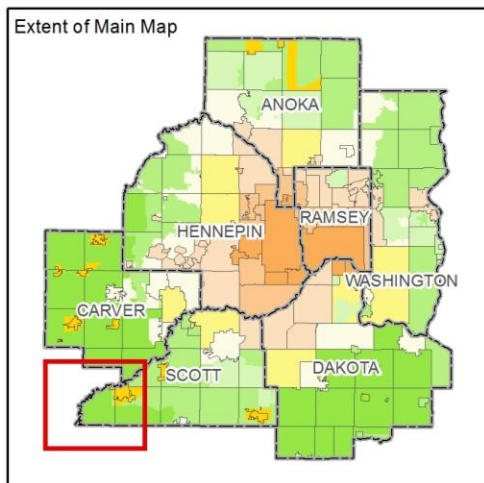 Extent of Main Map
ANOKA
HENNEPIN
RAMSEY
WASHINGTON
CARVER
SCOTT
DAKOTA